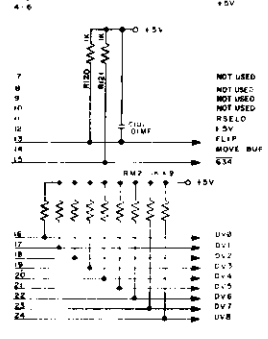 4-6 +5V
+5V
1K 1K
R120 R121
.01MF
7 NOT USED
8 NOT USED
9 NOT USED
10 NOT USED
11 RSEL0
12 +5V
13 FLIP
14 MOVE BUF
15 634
+5V
16 DV0
17 DV1
18 DV2
19 DV3
20 DV4
21 DV5
22 DV6
23 DV7
24 DV8